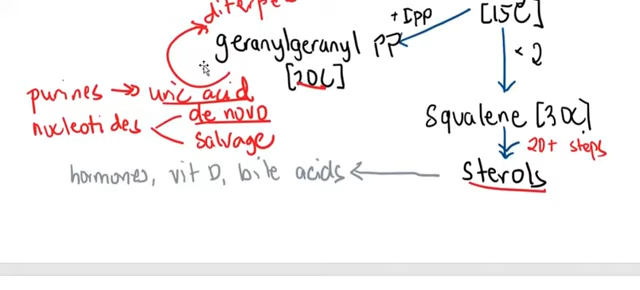 diterpe
+ IPP
[15C]
geranylgeranyl PP
[20C]
× 2
purines → uric acid
nucleotides < de novo
salvage
Squalene [30C]
20+ steps
hormones, vit D, bile acids ← sterols